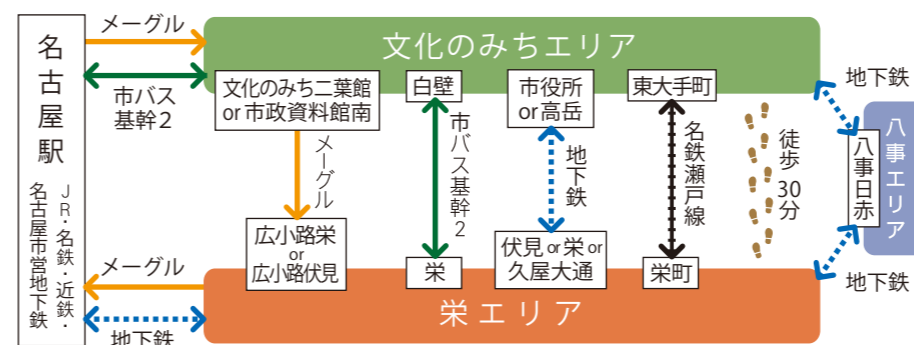 名古屋駅
JR・名鉄・近鉄・
名古屋市営地下鉄
メーグル
市バス
基幹2
文化のみちエリア
文化のみち二葉館
or 市政資料館南
白壁
市役所
or 高岳
東大手町
メーグル
市バス基幹2
地下鉄
名鉄瀬戸線
徒歩30分
地下鉄
八事日赤
八事エリア
地下鉄
広小路栄
or
広小路伏見
栄
伏見 or 栄 or
久屋大通
栄町
メーグル
地下鉄
栄エリア